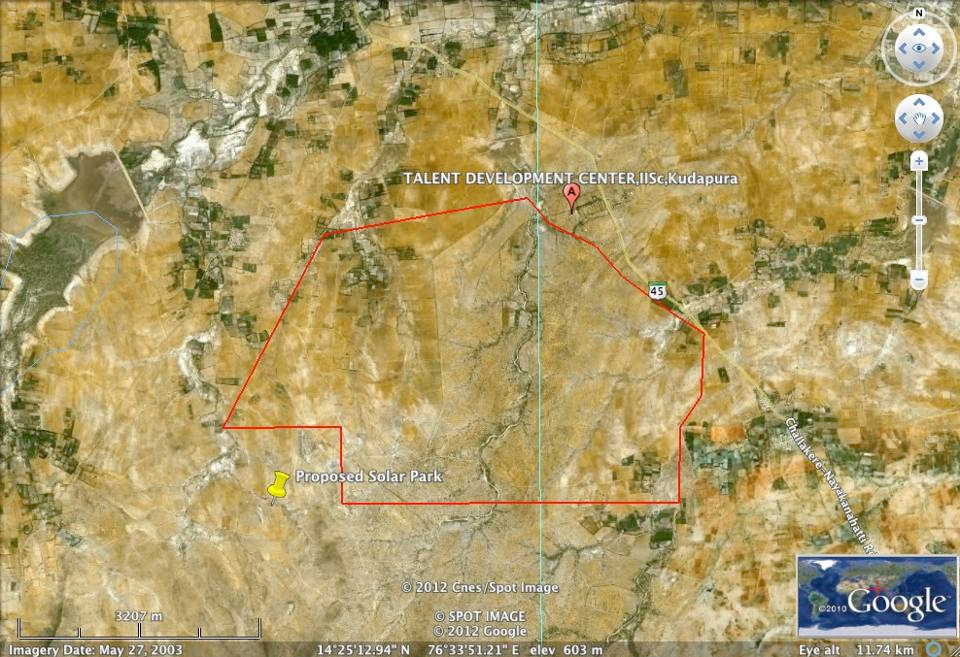 N
TALENT DEVELOPMENT CENTER,IISc,Kudapura
A
45
Challakere-Nayakanahatti R
Proposed Solar Park
© 2012 Cnes/Spot Image
© SPOT IMAGE
© 2012 Google
3207 m
©2010 Google
Imagery Date: May 27, 2003
14°25'12.94" N 76°33'51.21" E elev 603 m
Eye alt 11.74 km